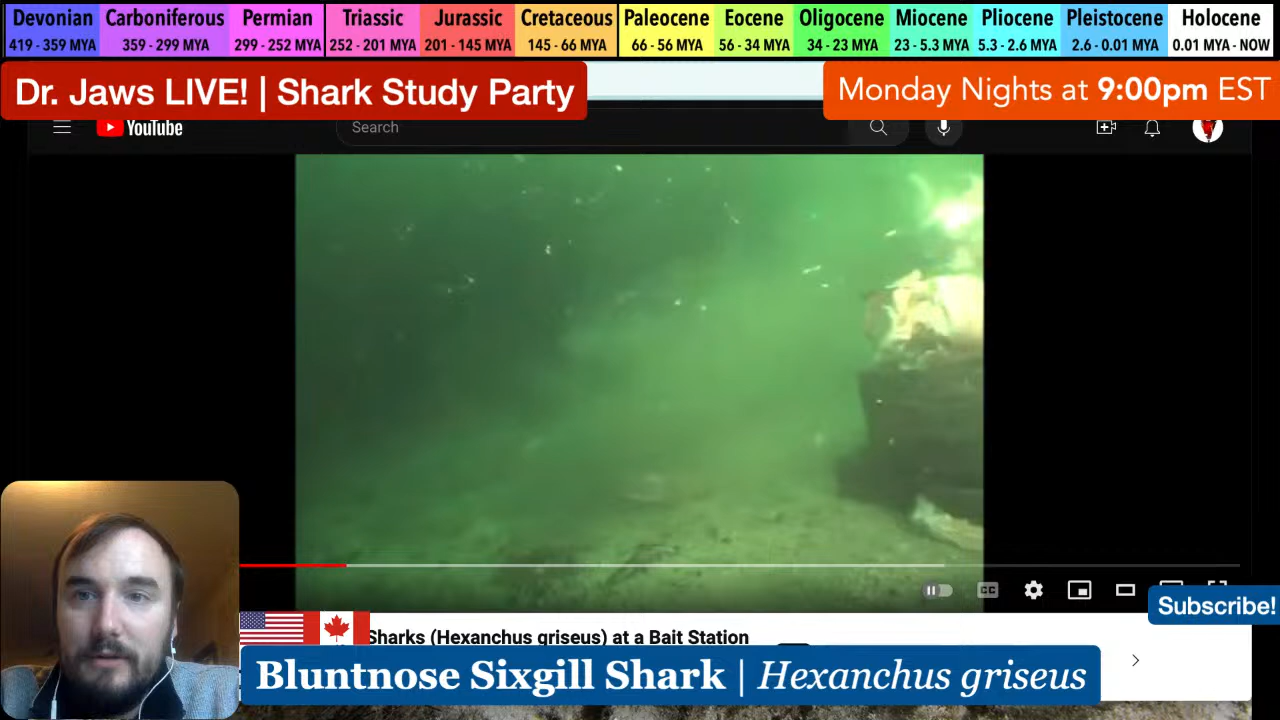 Devonian Carboniferous Permian Triassic Jurassic Cretaceous Paleocene Eocene Oligocene Miocene Pliocene Pleistocene Holocene
419 - 359 MYA 359 - 299 MYA 299 - 252 MYA 252 - 201 MYA 201 - 145 MYA 145 - 66 MYA 66 - 56 MYA 56 - 34 MYA 34 - 23 MYA 23 - 5.3 MYA 5.3 - 2.6 MYA 2.6 - 0.01 MYA 0.01 MYA - NOW
Dr. Jaws LIVE! | Shark Study Party
Monday Nights at 9:00pm EST
YouTube
Search
CC
Subscribe!
Sharks (Hexanchus griseus) at a Bait Station
Bluntnose Sixgill Shark | Hexanchus griseus